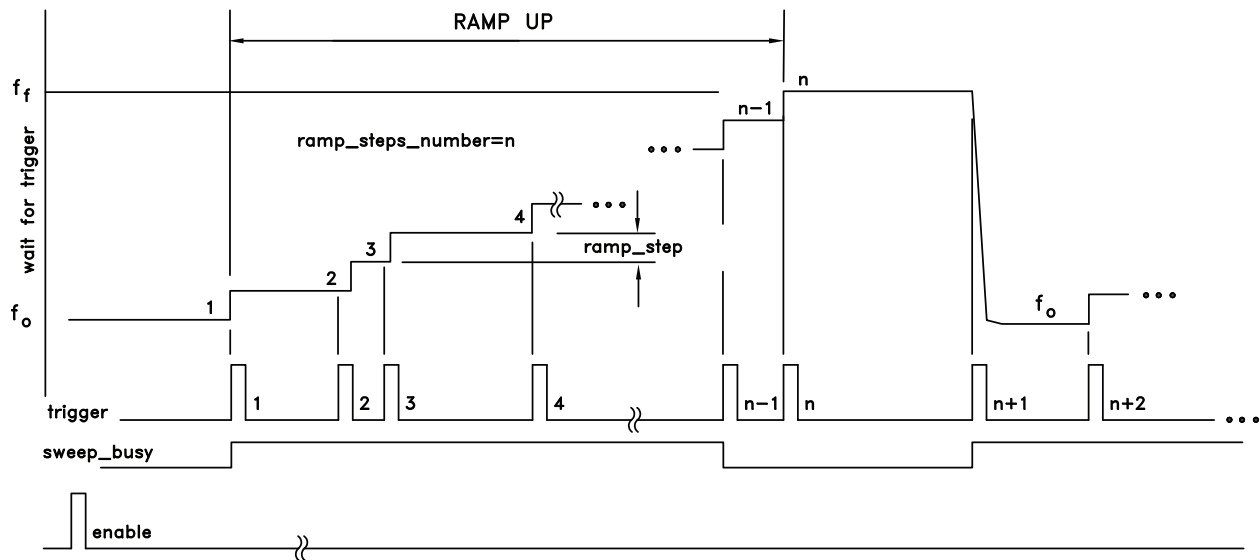 RAMP UP
f_f
n
n-1
wait for trigger
ramp_steps_number=n
4
3
ramp_step
2
1
f_o
f_o
trigger
1
2
3
4
n-1
n
n+1
n+2
sweep_busy
enable